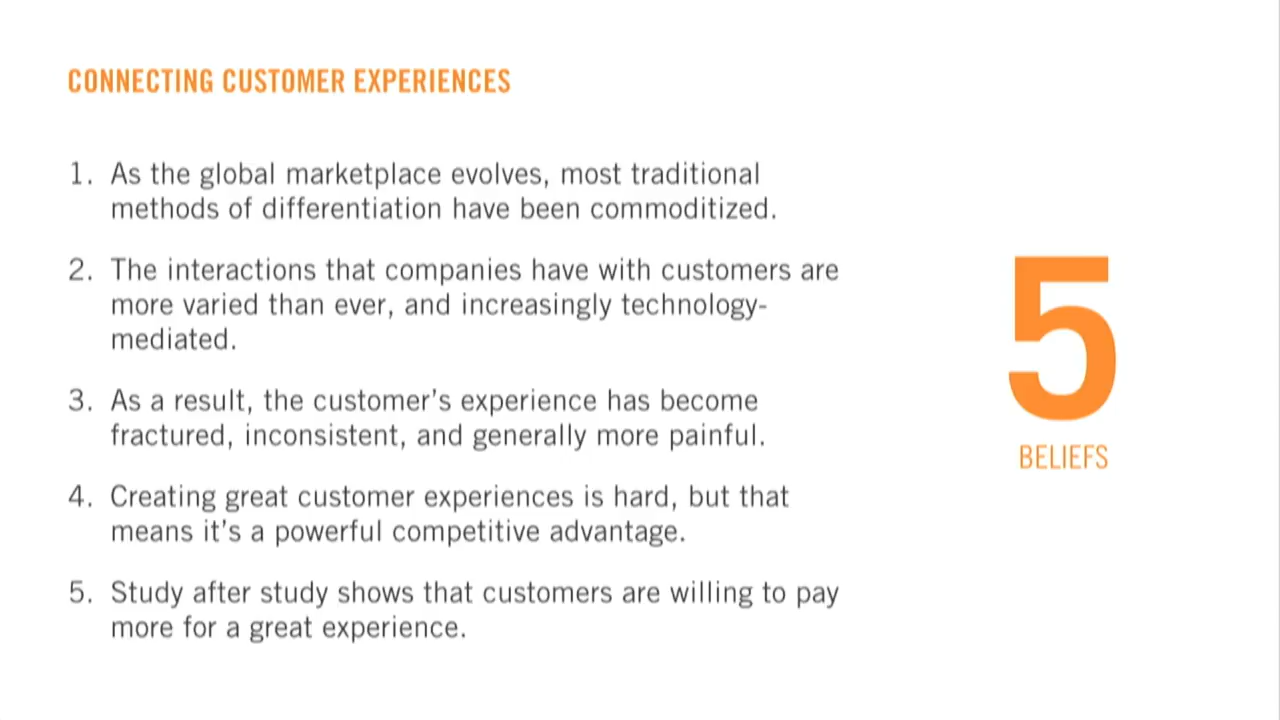 CONNECTING CUSTOMER EXPERIENCES
1. As the global marketplace evolves, most traditional
methods of differentiation have been commoditized.
2. The interactions that companies have with customers are
more varied than ever, and increasingly technology-
mediated.
3. As a result, the customer’s experience has become
fractured, inconsistent, and generally more painful.
4. Creating great customer experiences is hard, but that
means it’s a powerful competitive advantage.
5. Study after study shows that customers are willing to pay
more for a great experience.
5
BELIEFS